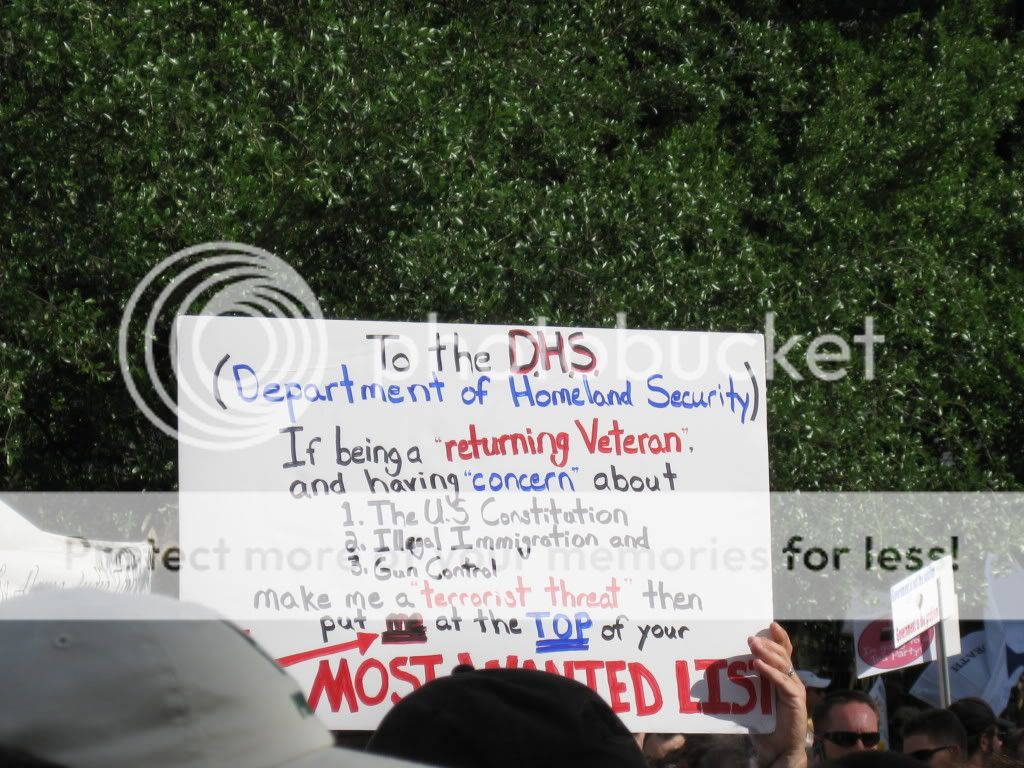 To the D.H.S.
(Department of Homeland Security)
If being a "returning Veteran",
and having "concern" about
1. The U.S Constitution
2. Illegal Immigration and
3. Gun Control
make me a "terrorist threat" then
put me at the TOP of your
MOST WANTED LIST
photobucket
Protect more of your memories for less!